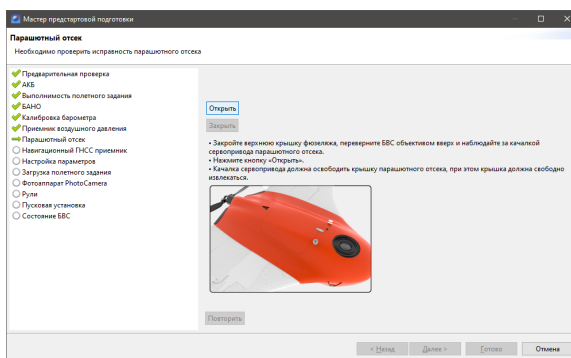 Мастер предстартовой подготовки
Парашютный отсек
Необходимо проверить исправность парашютного отсека
Предварительная проверка
АКБ
Выполнимость полетного задания
БАНО
Калибровка барометра
Приемник воздушного давления
Парашютный отсек
Навигационный ГНСС приемник
Настройка параметров
Загрузка полетного задания
Фотоаппарат PhotoCamera
Рули
Пусковая установка
Состояние БВС
Открыть
Закрыть
• Закройте верхнюю крышку фюзеляжа, переверните БВС объективом вверх и наблюдайте за качалкой
сервопривода парашютного отсека.
• Нажмите кнопку «Открыть».
• Качалка сервопривода должна освободить крышку парашютного отсека, при этом крышка должна свободно
извлекаться.
Повторить
< Назад
Далее >
Готово
Отмена